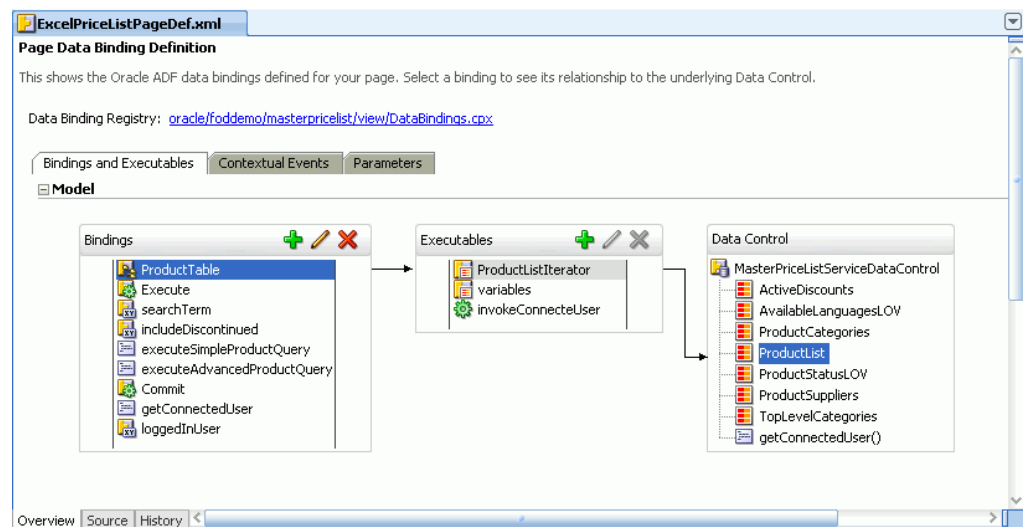 ExcelPriceListPageDef.xml
Page Data Binding Definition
This shows the Oracle ADF data bindings defined for your page. Select a binding to see its relationship to the underlying Data Control.
Data Binding Registry: oracle/foddemo/masterpricelist/view/DataBindings.cpx
Bindings and Executables Contextual Events Parameters
Model
Bindings
ProductTable
Execute
searchTerm
includeDiscontinued
executeSimpleProductQuery
executeAdvancedProductQuery
Commit
getConnectedUser
loggedInUser
Executables
ProductListIterator
variables
invokeConnecteUser
Data Control
MasterPriceListServiceDataControl
ActiveDiscounts
AvailableLanguagesLOV
ProductCategories
ProductList
ProductStatusLOV
ProductSuppliers
TopLevelCategories
getConnectedUser()
Overview Source History